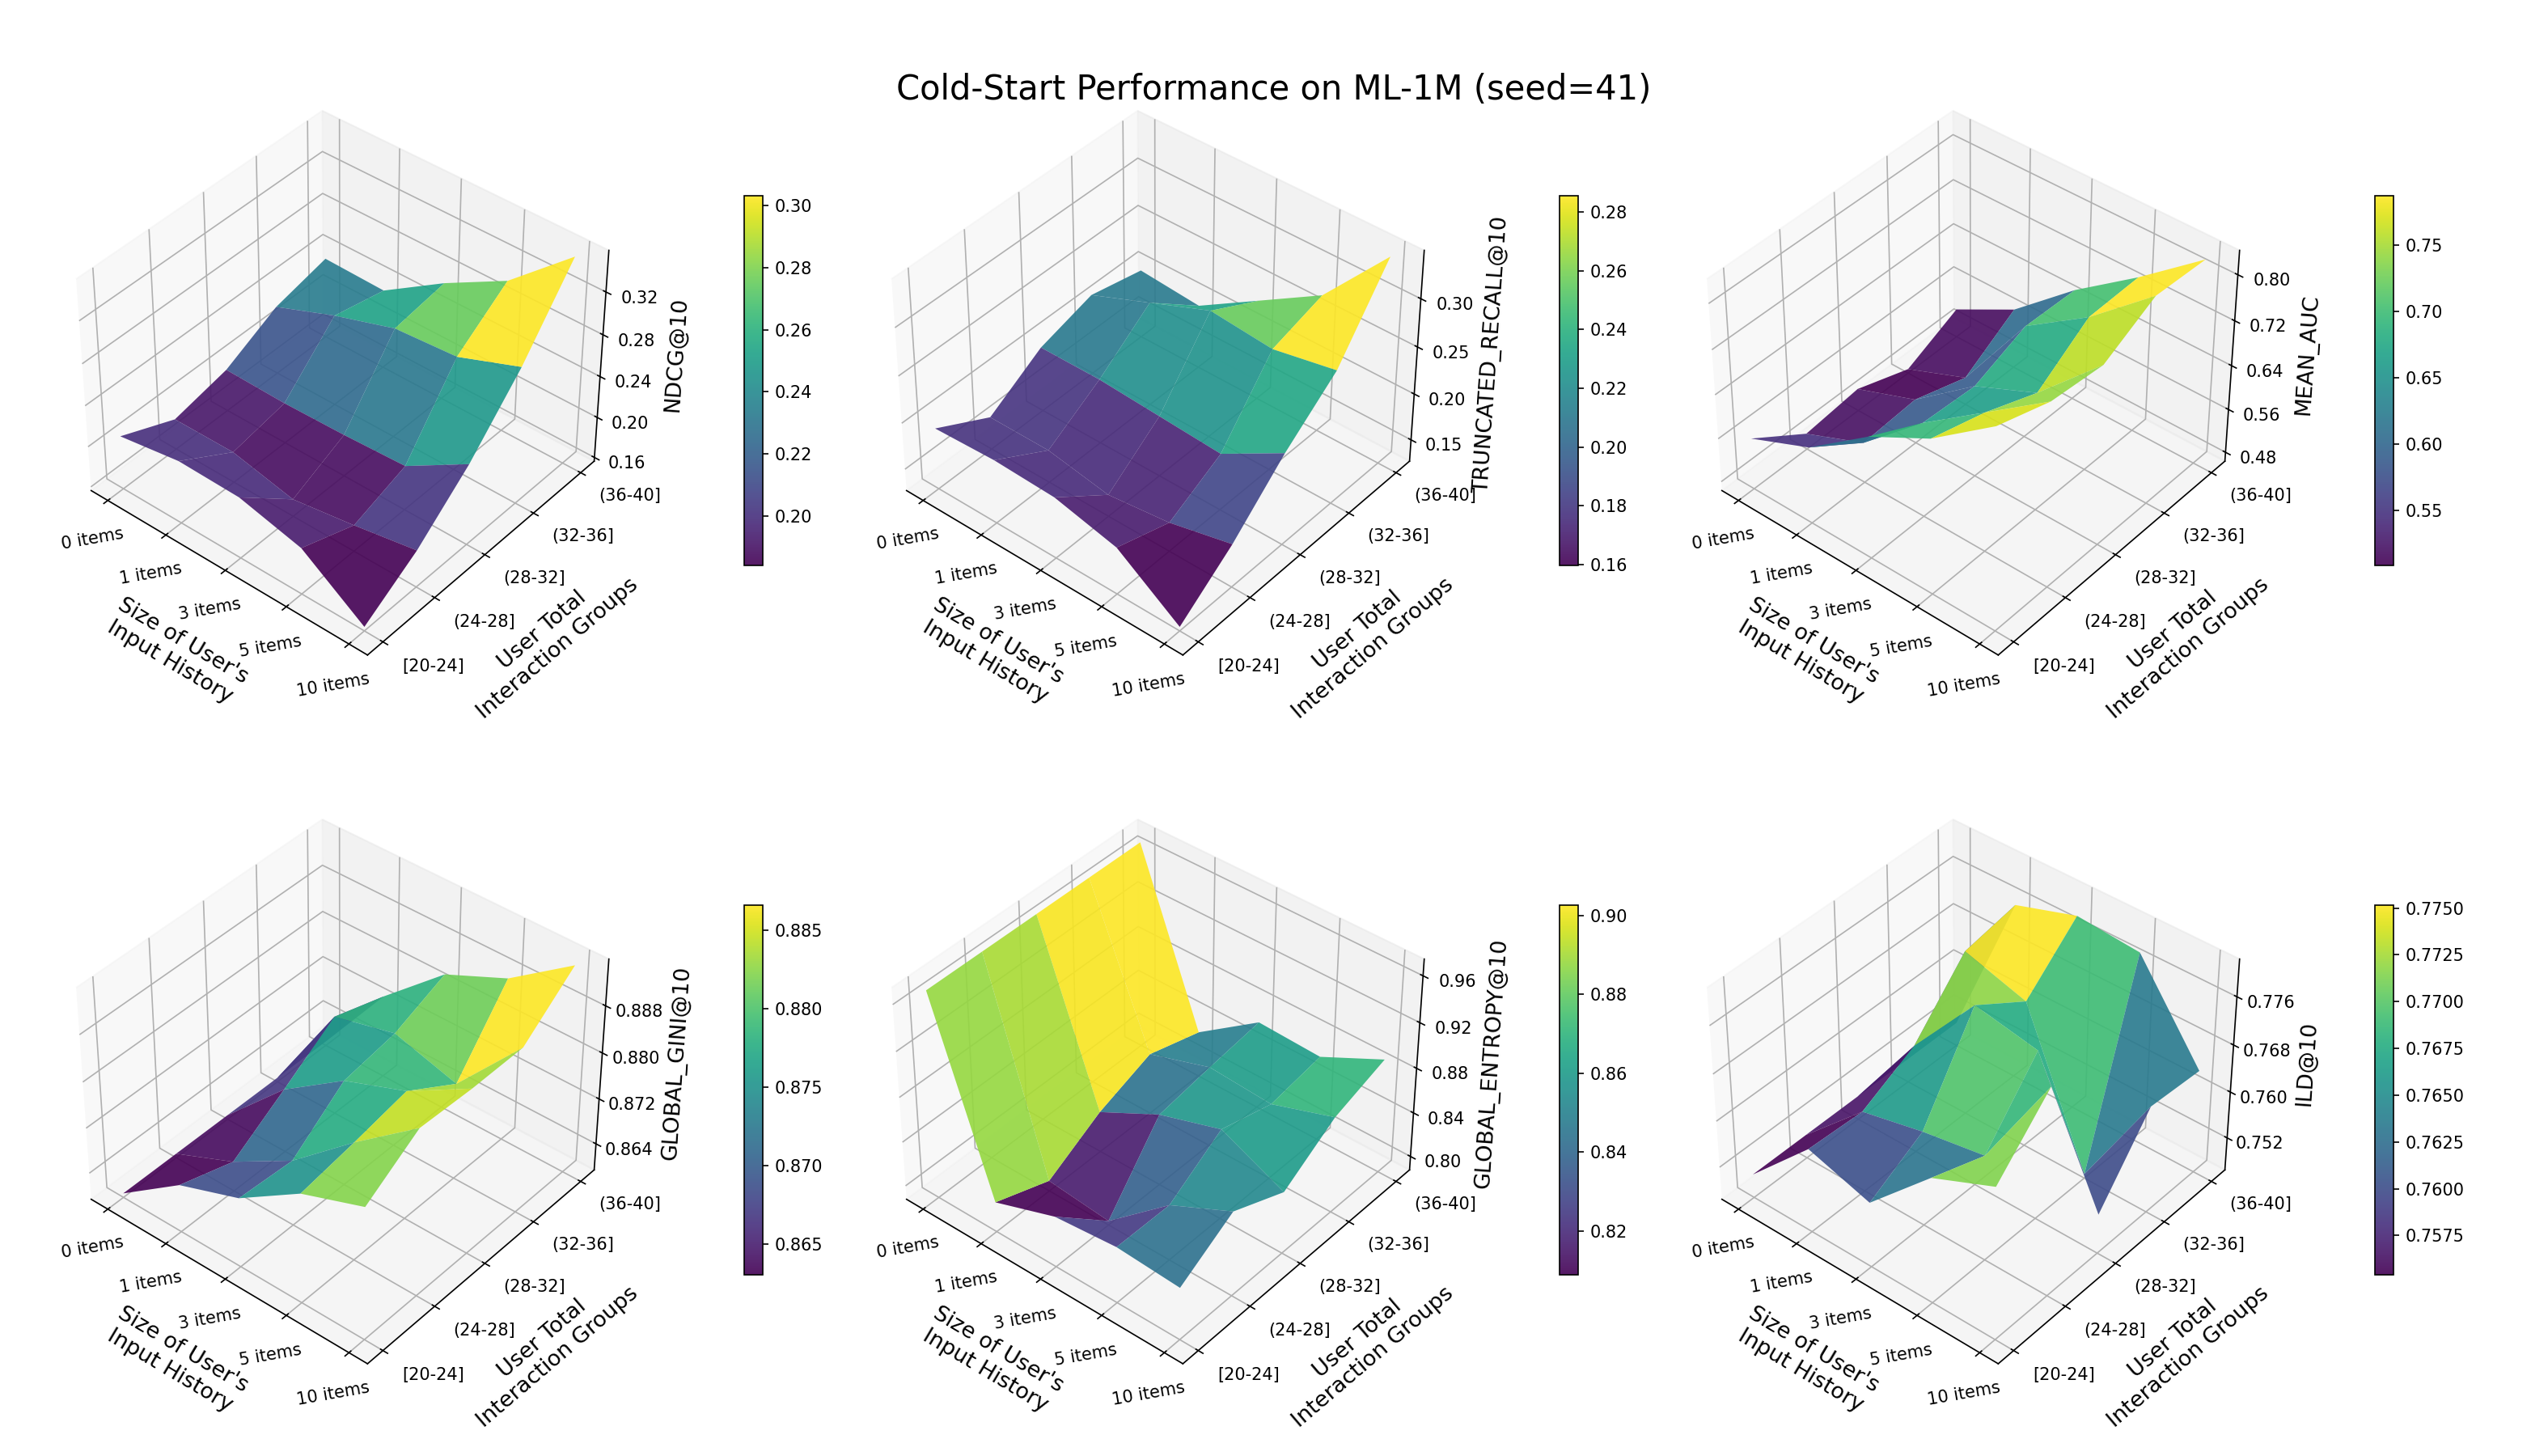 Cold-Start Performance on ML-1M (seed=41)
0.32
0.28
0.24
0.20
0.16
NDCG@10
0 items
1 items
3 items
5 items
10 items
Size of User's
Input History
[20-24]
(24-28]
(28-32]
(32-36]
(36-40]
User Total
Interaction Groups
0.30
0.28
0.26
0.24
0.22
0.20
0.30
0.25
0.20
0.15
TRUNCATED_RECALL@10
0 items
1 items
3 items
5 items
10 items
Size of User's
Input History
[20-24]
(24-28]
(28-32]
(32-36]
(36-40]
User Total
Interaction Groups
0.28
0.26
0.24
0.22
0.20
0.18
0.16
0.80
0.72
0.64
0.56
0.48
MEAN_AUC
0 items
1 items
3 items
5 items
10 items
Size of User's
Input History
[20-24]
(24-28]
(28-32]
(32-36]
(36-40]
User Total
Interaction Groups
0.75
0.70
0.65
0.60
0.55
0.888
0.880
0.872
0.864
GLOBAL_GINI@10
0 items
1 items
3 items
5 items
10 items
Size of User's
Input History
[20-24]
(24-28]
(28-32]
(32-36]
(36-40]
User Total
Interaction Groups
0.885
0.880
0.875
0.870
0.865
0.96
0.92
0.88
0.84
0.80
GLOBAL_ENTROPY@10
0 items
1 items
3 items
5 items
10 items
Size of User's
Input History
[20-24]
(24-28]
(28-32]
(32-36]
(36-40]
User Total
Interaction Groups
0.90
0.88
0.86
0.84
0.82
0.776
0.768
0.760
0.752
ILD@10
0 items
1 items
3 items
5 items
10 items
Size of User's
Input History
[20-24]
(24-28]
(28-32]
(32-36]
(36-40]
User Total
Interaction Groups
0.7750
0.7725
0.7700
0.7675
0.7650
0.7625
0.7600
0.7575